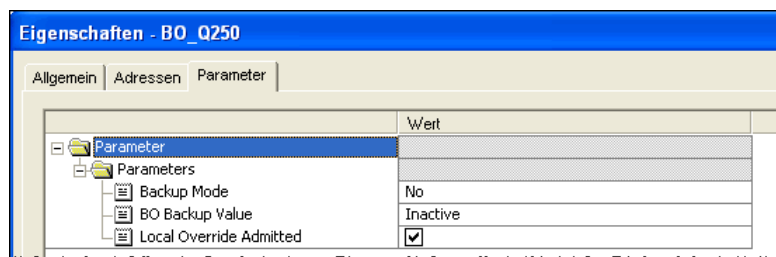 Eigenschaften - BO_Q250
Allgemein Adressen Parameter
Wert
Parameter
Parameters
Backup Mode No
BO Backup Value Inactive
Local Override Admitted